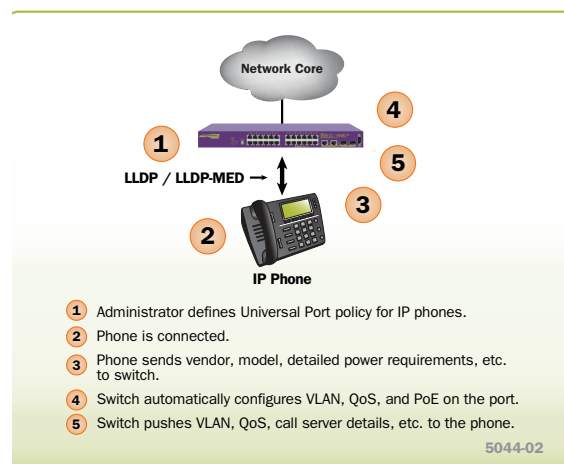 Network Core
4
1
5
LLDP / LLDP-MED →
3
2
IP Phone
1 Administrator defines Universal Port policy for IP phones.
2 Phone is connected.
3 Phone sends vendor, model, detailed power requirements, etc.
to switch.
4 Switch automatically configures VLAN, QoS, and PoE on the port.
5 Switch pushes VLAN, QoS, call server details, etc. to the phone.
5044-02